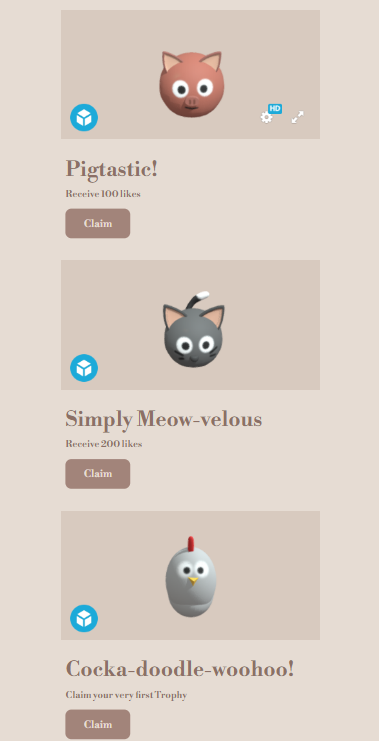 HD
Pigtastic!
Receive 100 likes
Claim
Simply Meow-velous
Receive 200 likes
Claim
Cocka-doodle-woohoo!
Claim your very first Trophy
Claim